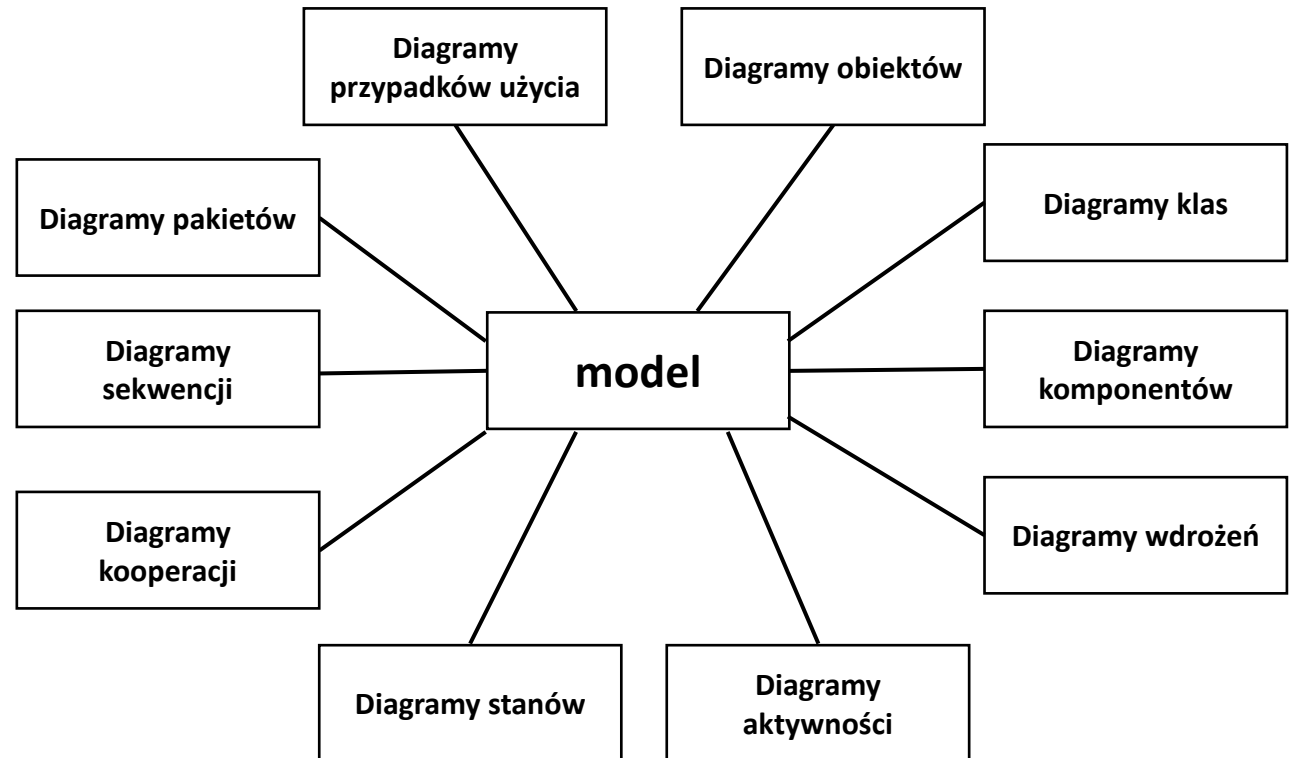 Diagramy
przypadków użycia
Diagramy obiektów
Diagramy pakietów
Diagramy klas
Diagramy
sekwencji
model
Diagramy
komponentów
Diagramy
kooperacji
Diagramy wdrożeń
Diagramy stanów
Diagramy
aktywności